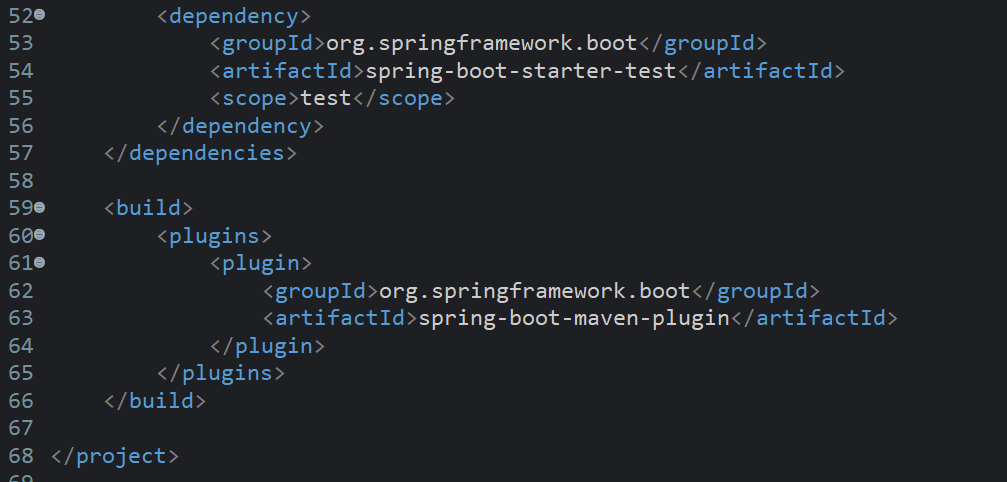 52 <dependency>
53 <groupId>org.springframework.boot</groupId>
54 <artifactId>spring-boot-starter-test</artifactId>
55 <scope>test</scope>
56 </dependency>
57 </dependencies>
58
59 <build>
60 <plugins>
61 <plugin>
62 <groupId>org.springframework.boot</groupId>
63 <artifactId>spring-boot-maven-plugin</artifactId>
64 </plugin>
65 </plugins>
66 </build>
67
68 </project>
69